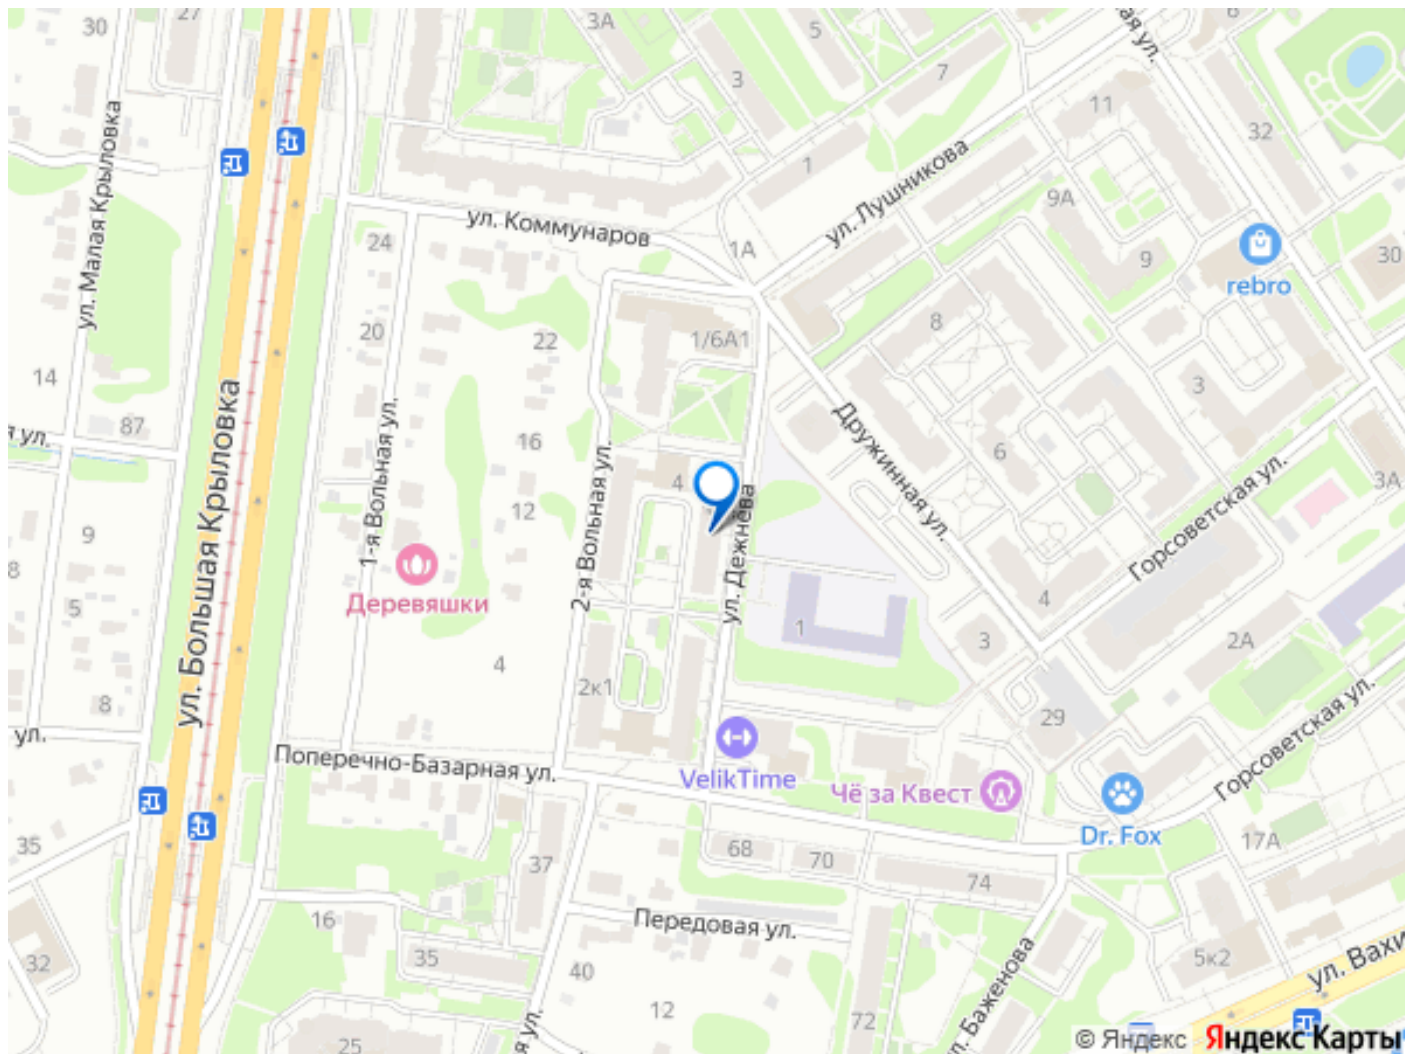 27
30
3А
5
3
7
11
32
1
ул. Малая Крыловка
ул. Лушникова
9А
ул. Коммунаров
24
1А
9
30
rebro
20
22
1/6А1
8
14
3
87
я ул.
ул. Большая Крыловка
1-я Вольная ул.
16
2-я Вольная ул.
4
Дружинная ул.
6
3А
12
ул. Дежнёва
Горсоветская ул.
9
8
Деревяшки
5
4
1
3
2А
4
2к1
8
29
ул.
Горсоветская ул.
Поперечно-Базарная ул.
VelikTime
Чё за Квест
Dr. Fox
35
37
68
70
74
17А
16
Передовая ул.
35
40
32
12
72
25
я ул.
ул. Баженова
5к2
ул. Вахи
© Яндекс Яндекс Карты